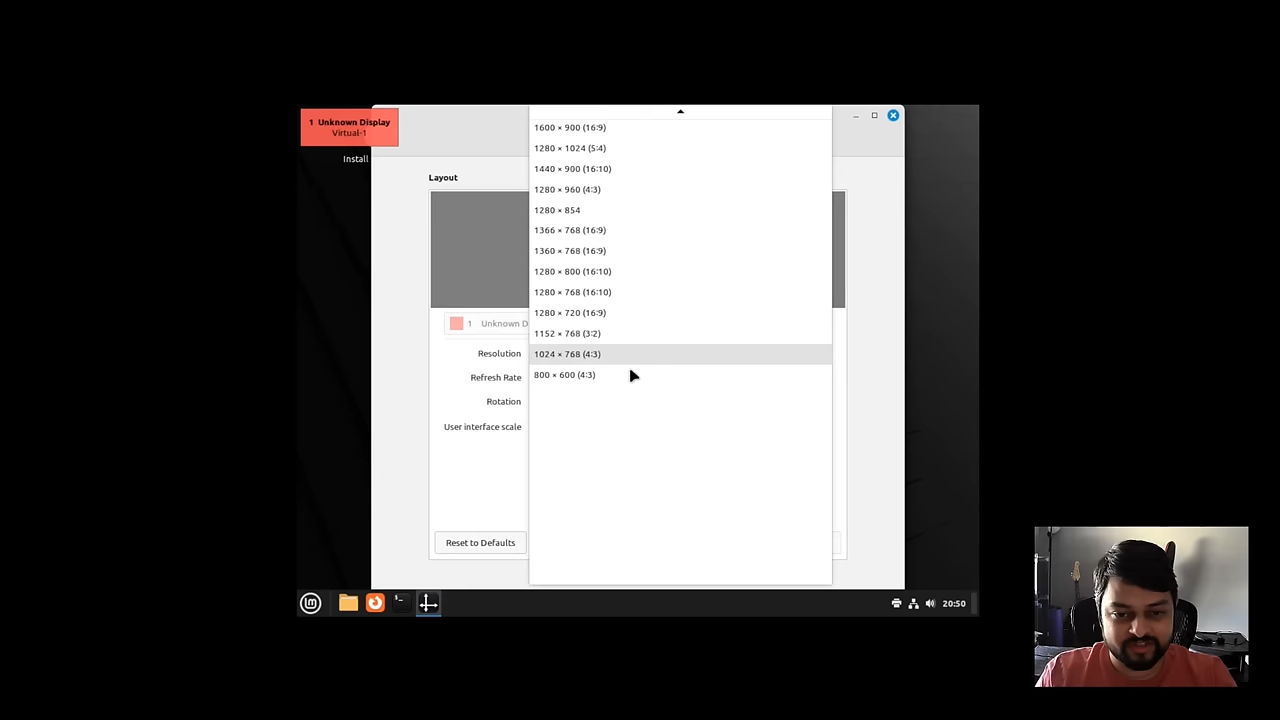 1 Unknown Display
Virtual-1
Install
Layout
1600 × 900 (16:9)
1280 × 1024 (5:4)
1440 × 900 (16:10)
1280 × 960 (4:3)
1280 × 854
1366 × 768 (16:9)
1360 × 768 (16:9)
1280 × 800 (16:10)
1280 × 768 (16:10)
1280 × 720 (16:9)
1152 × 768 (3:2)
1024 × 768 (4:3)
800 × 600 (4:3)
1 Unknown D
Resolution
Refresh Rate
Rotation
User interface scale
Reset to Defaults
20:50